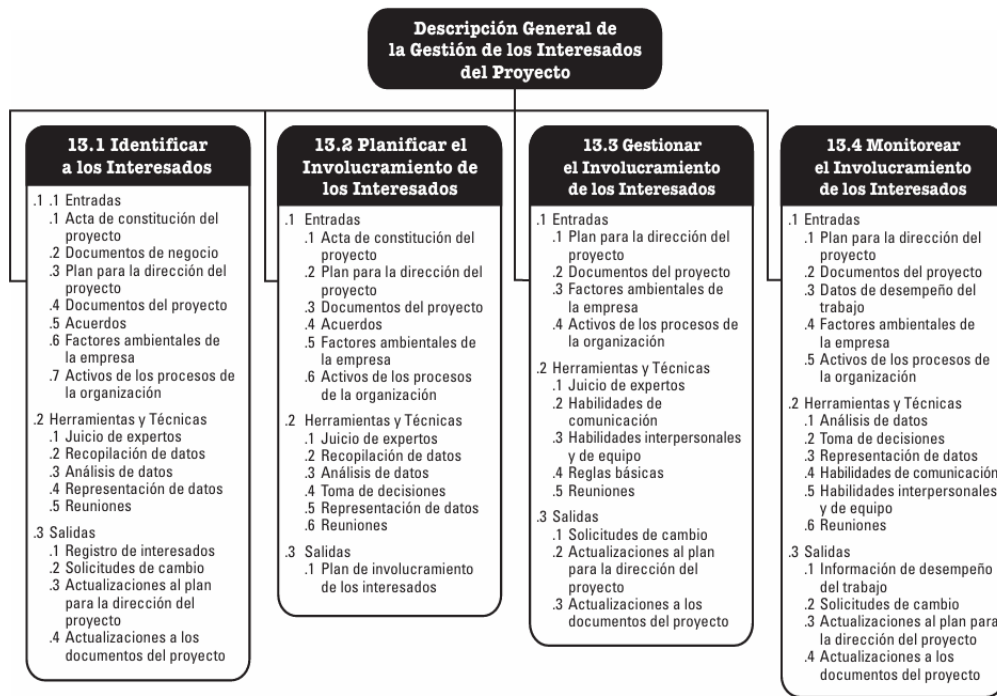 Descripción General de
la Gestión de los Interesados
del Proyecto
13.1 Identificar
a los Interesados
.1 .1 Entradas
.1 Acta de constitución del
proyecto
.2 Documentos de negocio
.3 Plan para la dirección del
proyecto
.4 Documentos del proyecto
.5 Acuerdos
.6 Factores ambientales de
la empresa
.7 Activos de los procesos de
la organización
.2 Herramientas y Técnicas
.1 Juicio de expertos
.2 Recopilación de datos
.3 Análisis de datos
.4 Representación de datos
.5 Reuniones
.3 Salidas
.1 Registro de interesados
.2 Solicitudes de cambio
.3 Actualizaciones al plan
para la dirección del
proyecto
.4 Actualizaciones a los
documentos del proyecto
13.2 Planificar el
Involucramiento de
los Interesados
.1 Entradas
.1 Acta de constitución del
proyecto
.2 Plan para la dirección del
proyecto
.3 Documentos del proyecto
.4 Acuerdos
.5 Factores ambientales de
la empresa
.6 Activos de los procesos
de la organización
.2 Herramientas y Técnicas
.1 Juicio de expertos
.2 Recopilación de datos
.3 Análisis de datos
.4 Toma de decisiones
.5 Representación de datos
.6 Reuniones
.3 Salidas
.1 Plan de involucramiento
de los interesados
13.3 Gestionar
el Involucramiento
de los Interesados
.1 Entradas
.1 Plan para la dirección del
proyecto
.2 Documentos del proyecto
.3 Factores ambientales de
la empresa
.4 Activos de los procesos de
la organización
.2 Herramientas y Técnicas
.1 Juicio de expertos
.2 Habilidades de
comunicación
.3 Habilidades interpersonales
y de equipo
.4 Reglas básicas
.5 Reuniones
.3 Salidas
.1 Solicitudes de cambio
.2 Actualizaciones al plan
para la dirección del
proyecto
.3 Actualizaciones a los
documentos del proyecto
13.4 Monitorear
el Involucramiento
de los Interesados
.1 Entradas
.1 Plan para la dirección del
proyecto
.2 Documentos del proyecto
.3 Datos de desempeño del
trabajo
.4 Factores ambientales de
la empresa
.5 Activos de los procesos de
la organización
.2 Herramientas y Técnicas
.1 Análisis de datos
.2 Toma de decisiones
.3 Representación de datos
.4 Habilidades de comunicación
.5 Habilidades interpersonales
y de equipo
.6 Reuniones
.3 Salidas
.1 Información de desempeño
del trabajo
.2 Solicitudes de cambio
.3 Actualizaciones al plan para
la dirección del proyecto
.4 Actualizaciones a los
documentos del proyecto